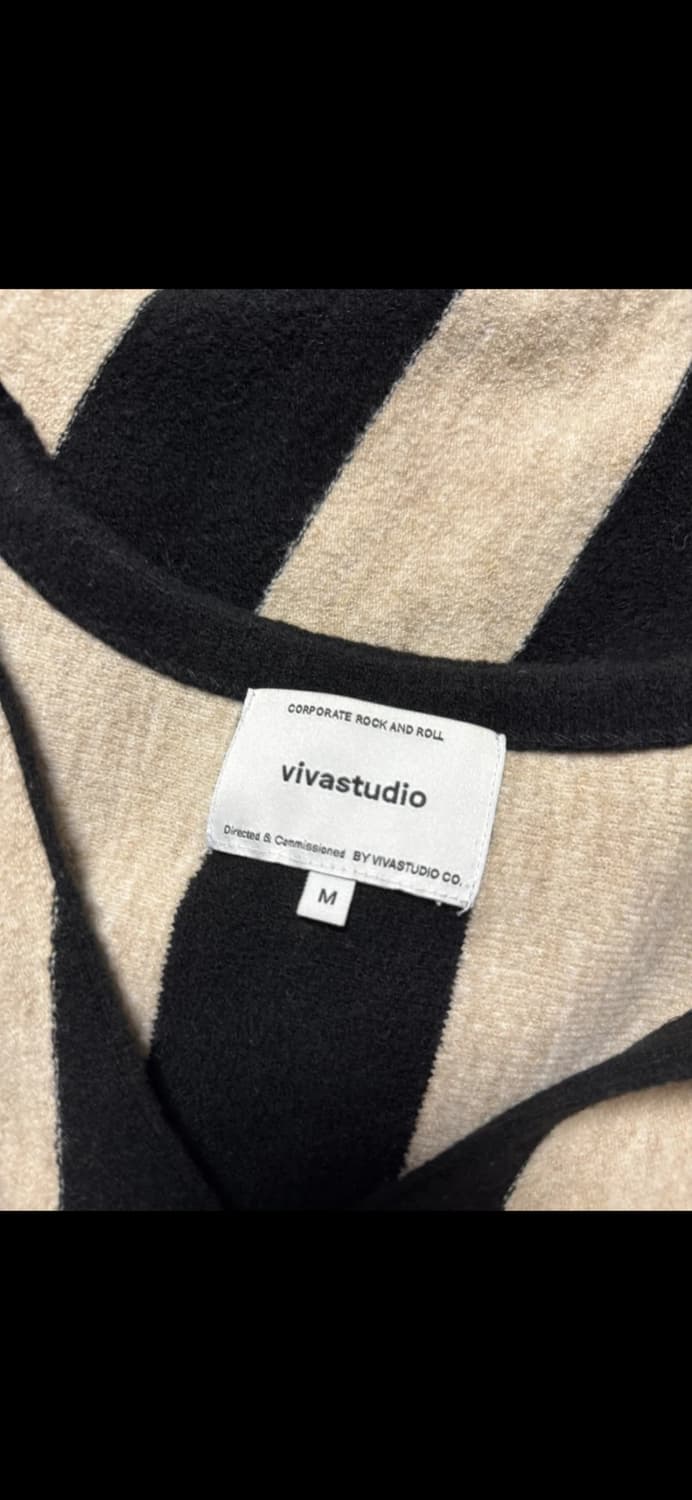 CORPORATE ROCK AND ROLL
vivastudio
Directed & Commissioned BY VIVASTUDIO CO.
M